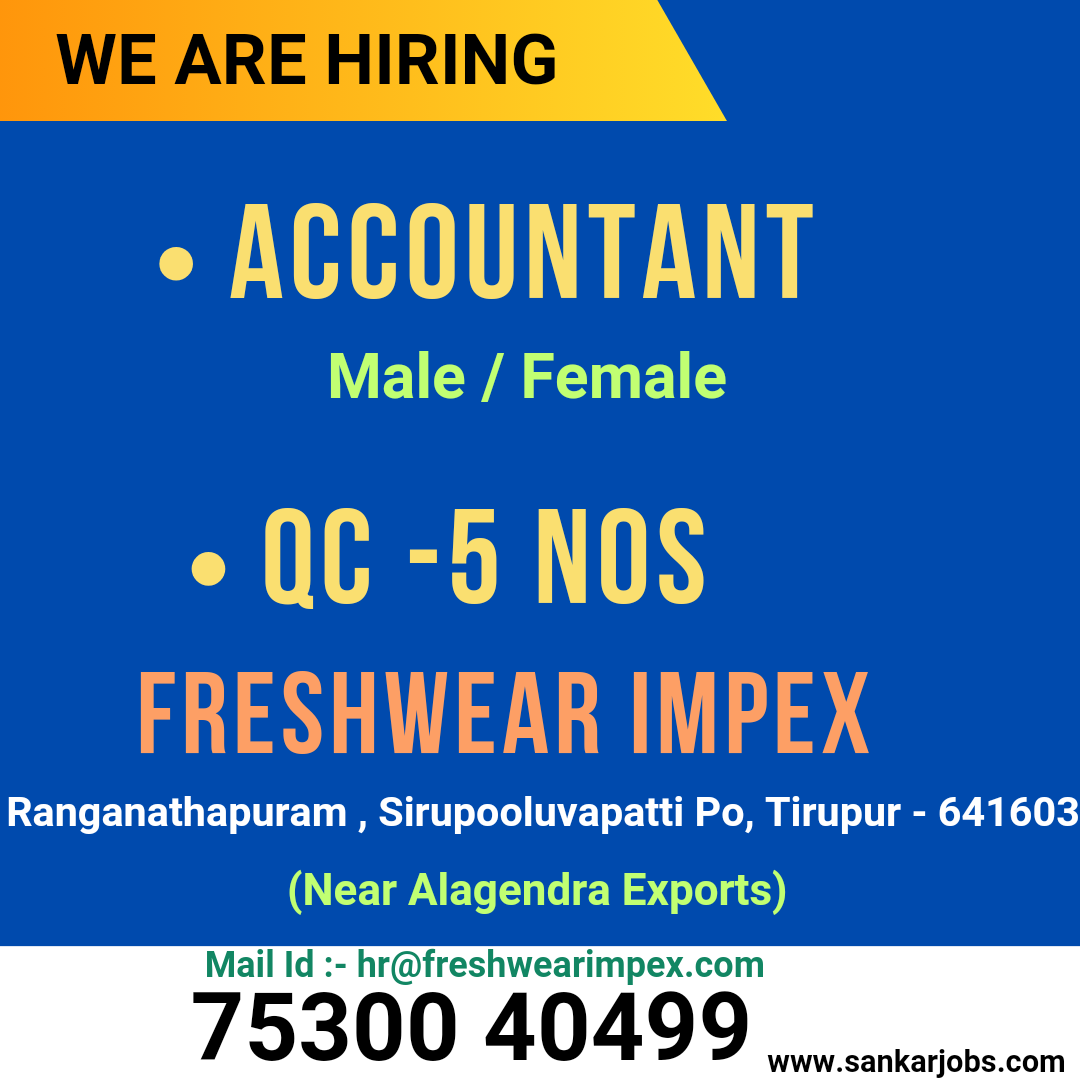 WE ARE HIRING
• ACCOUNTANT
Male / Female
• QC -5 NOS
FRESHWEAR IMPEX
Ranganathapuram , Sirupooluvapatti Po, Tirupur - 641603
(Near Alagendra Exports)
Mail Id :- hr@freshwearimpex.com
75300 40499
www.sankarjobs.com